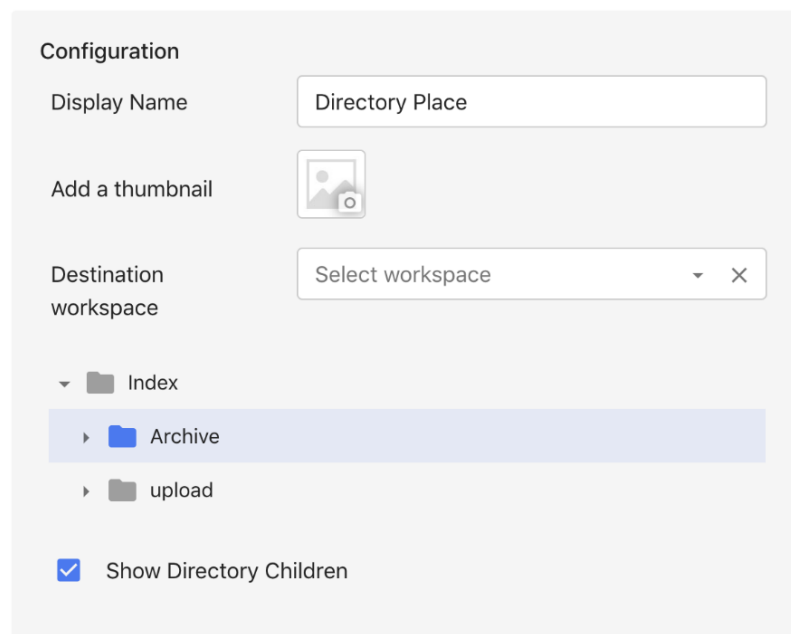 Configuration
Display Name
Directory Place
Add a thumbnail
Destination
workspace
Select workspace
Index
Archive
upload
Show Directory Children